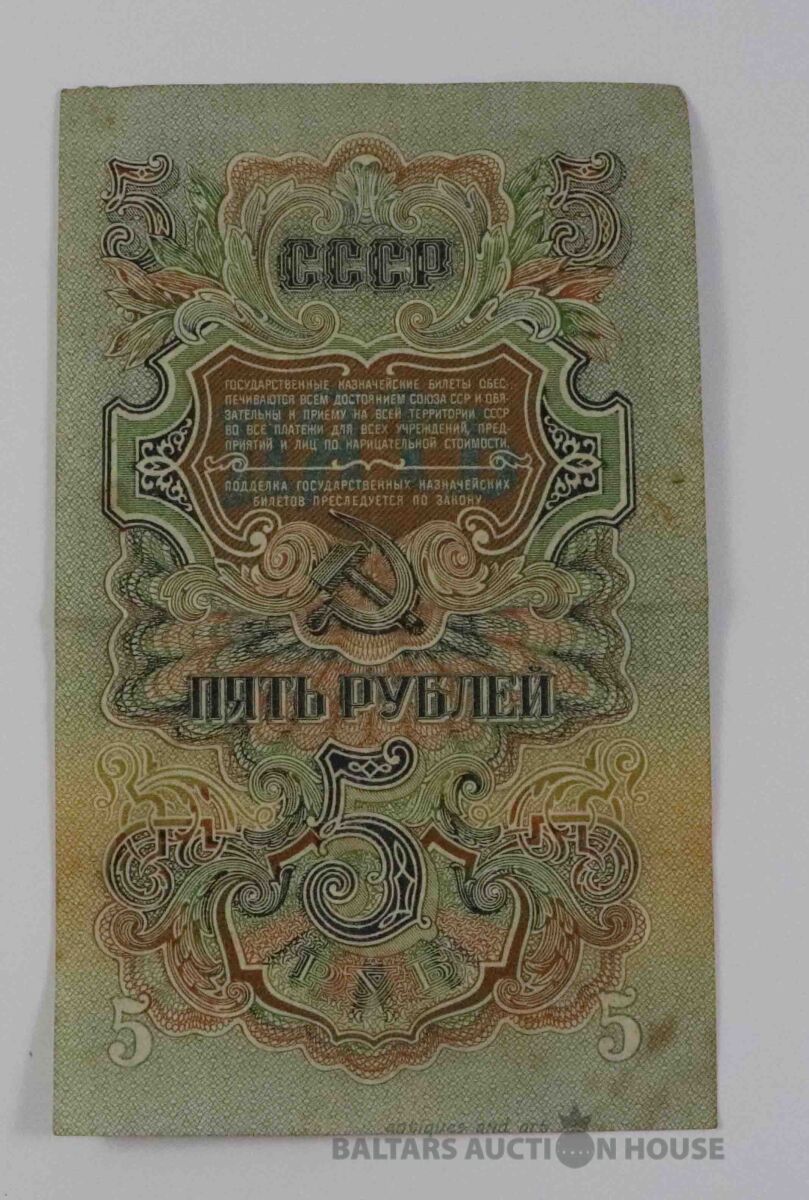 5 5
СССР
ГОСУДАРСТВЕННЫЕ КАЗНАЧЕЙСКИЕ БИЛЕТЫ ОБЕС-
ПЕЧИВАЮТСЯ ВСЕМ ДОСТОЯНИЕМ СОЮЗА ССР И ОБЯ-
ЗАТЕЛЬНЫ К ПРИЕМУ НА ВСЕЙ ТЕРРИТОРИИ СССР
ВО ВСЕ ПЛАТЕЖИ ДЛЯ ВСЕХ УЧРЕЖДЕНИЙ, ПРЕД-
ПРИЯТИЙ И ЛИЦ ПО НАРИЦАТЕЛЬНОЙ СТОИМОСТИ.
ПОДДЕЛКА ГОСУДАРСТВЕННЫХ КАЗНАЧЕЙСКИХ
БИЛЕТОВ ПРЕСЛЕДУЕТСЯ ПО ЗАКОНУ
ПЯТЬ РУБЛЕЙ
5
РУБ
5 5
antiques and art
BALTARS AUCTION HOUSE